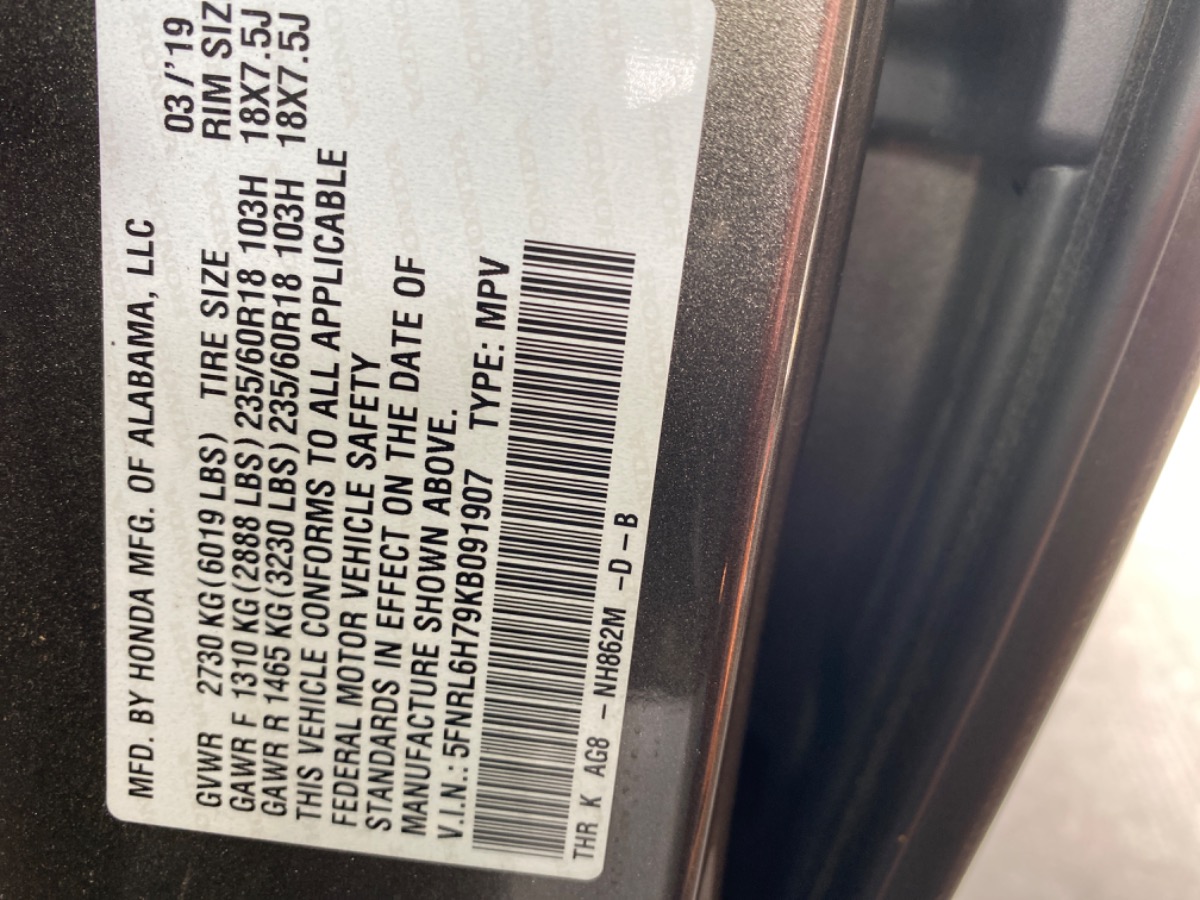 MFD. BY HONDA MFG. OF ALABAMA, LLC 03/'19
GVWR 2730 KG(6019 LBS) TIRE SIZE RIM SIZ
GAWR F 1310 KG(2888 LBS)235/60R18 103H 18X7.5J
GAWR R 1465 KG(3230 LBS)235/60R18 103H 18X7.5J
THIS VEHICLE CONFORMS TO ALL APPLICABLE
FEDERAL MOTOR VEHICLE SAFETY
STANDARDS IN EFFECT ON THE DATE OF
MANUFACTURE SHOWN ABOVE.
V.I.N.:5FNRL6H79KB091907 TYPE: MPV
THR K AG8 -NH862M -D-B